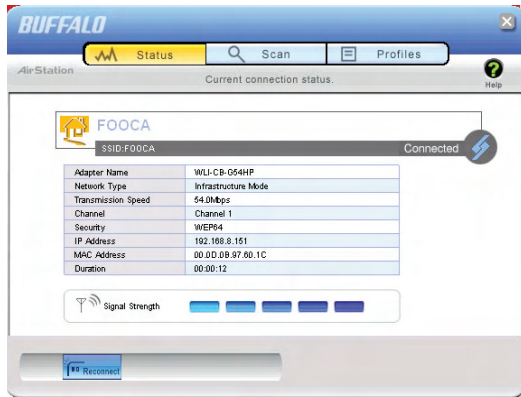 BUFFALO
Status Scan Profiles
AirStation
Current connection status.
Help
FOOCA
SSID:FOOCA Connected
Adapter Name WLI-CB-G54HP
Network Type Infrastructure Mode
Transmission Speed 54.0Mbps
Channel Channel 1
Security WEP64
IP Address 192.168.8.151
MAC Address 00.0D.0B.97.60.1C
Duration 00:00:12
Signal Strength
Reconnect